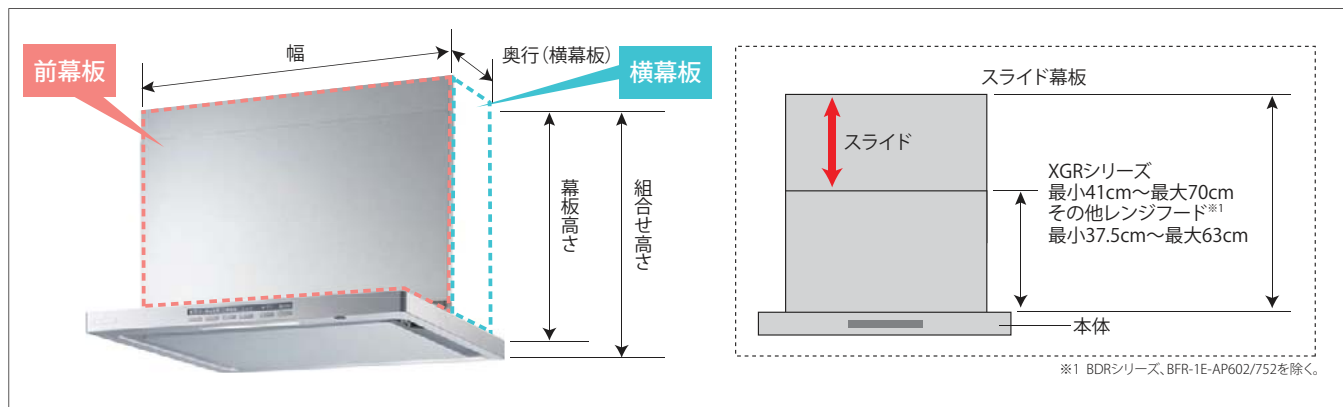 幅
奥行（横幕板）
前幕板
横幕板
幕板高さ
組合せ高さ
スライド幕板
スライド
XGRシリーズ
最小41cm～最大70cm
その他レンジフード※1
最小37.5cm～最大63cm
本体
※1 BDRシリーズ、BFR-1E-AP602/752を除く。